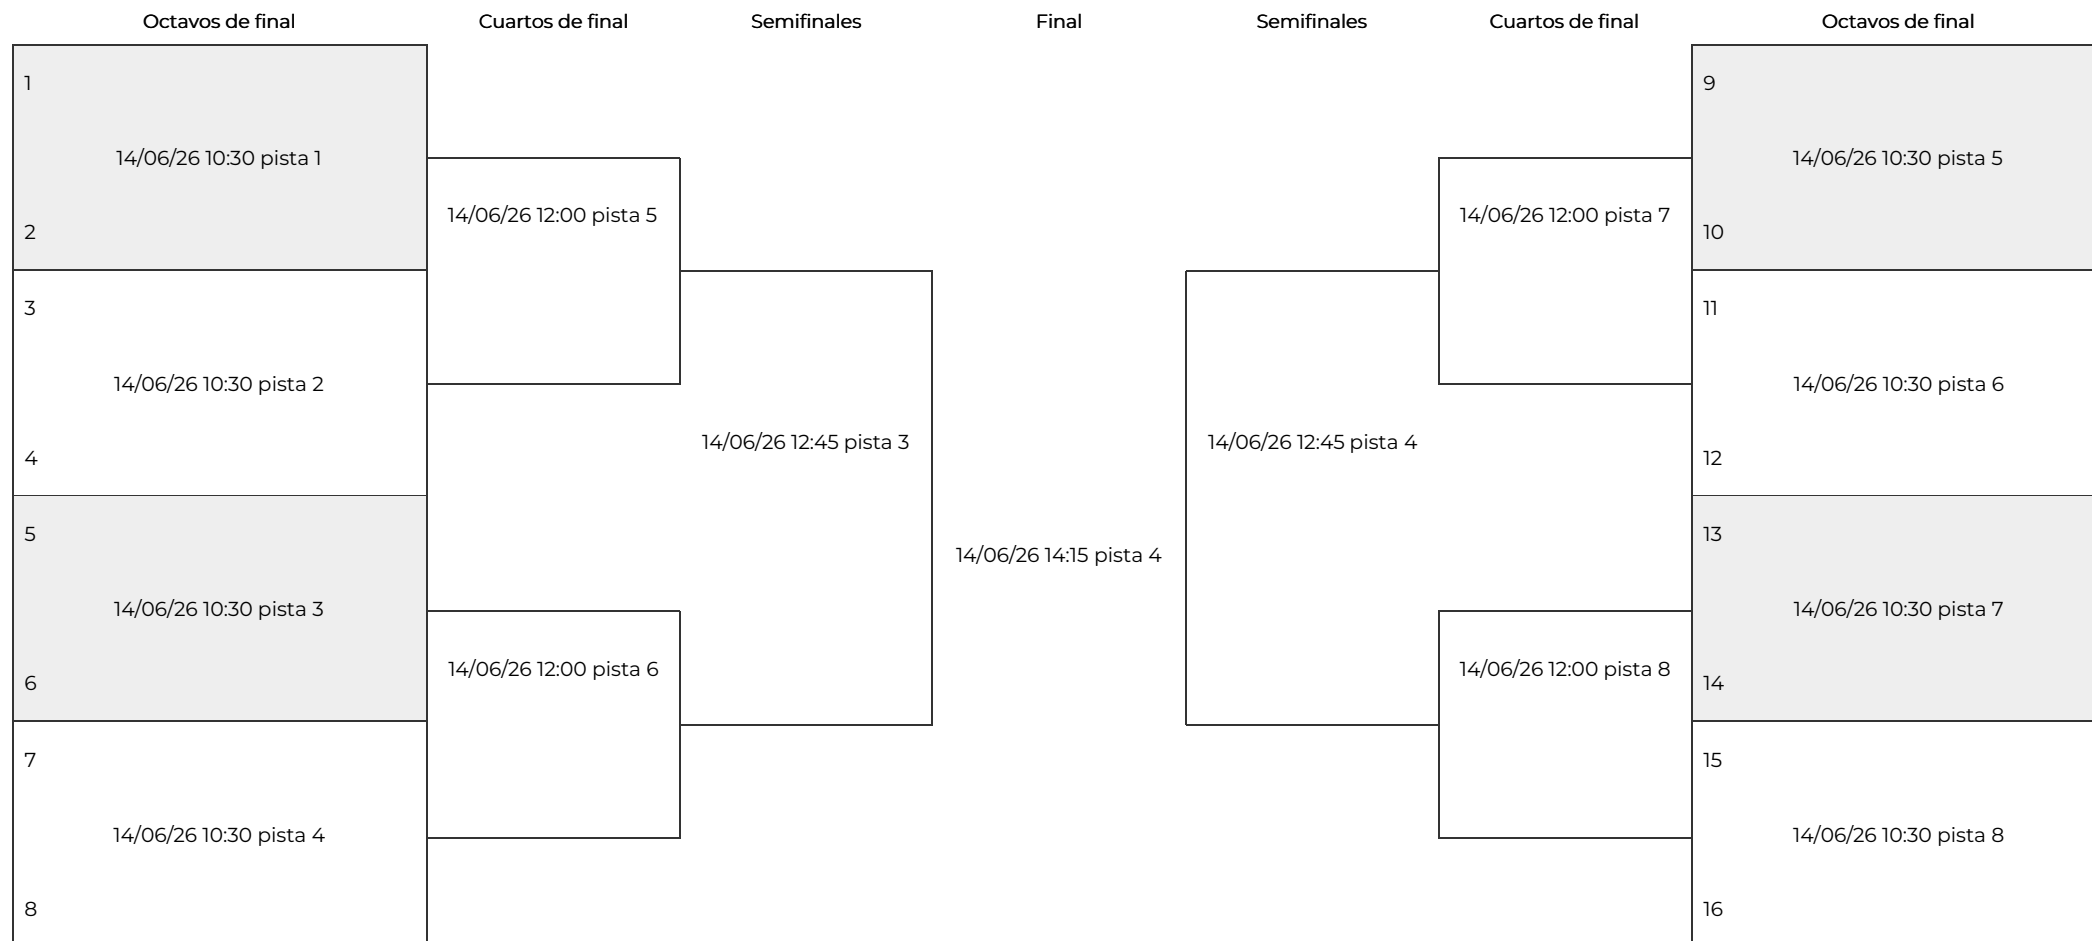 Octavos de final
Cuartos de final
Semifinales
Final
Semifinales
Cuartos de final
Octavos de final
1
14/06/26 10:30 pista 1
2
3
14/06/26 10:30 pista 2
4
5
14/06/26 10:30 pista 3
6
7
14/06/26 10:30 pista 4
8
14/06/26 12:00 pista 5
14/06/26 12:00 pista 6
14/06/26 12:45 pista 3
14/06/26 14:15 pista 4
14/06/26 12:45 pista 4
14/06/26 12:00 pista 7
14/06/26 12:00 pista 8
9
14/06/26 10:30 pista 5
10
11
14/06/26 10:30 pista 6
12
13
14/06/26 10:30 pista 7
14
15
14/06/26 10:30 pista 8
16